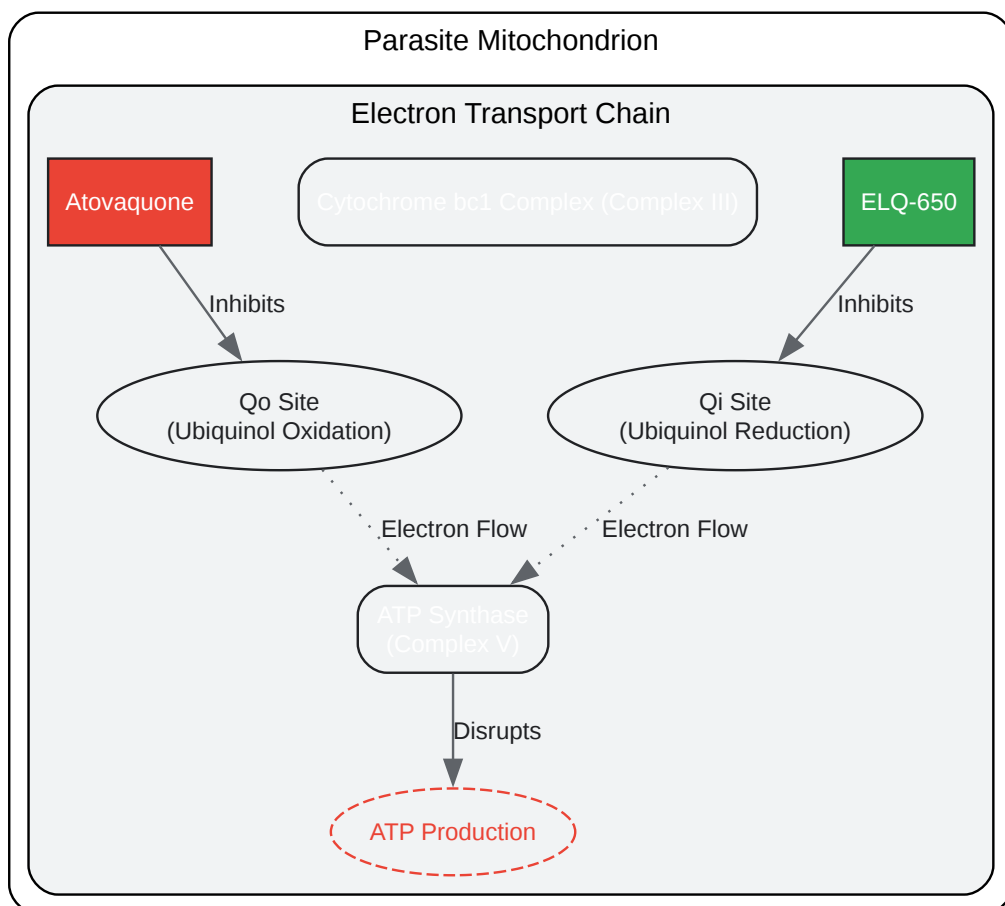 Parasite Mitochondrion
Electron Transport Chain
Atovaquone
Cytochrome bc1 Complex (Complex III)
ELQ-650
Inhibits
Inhibits
Qo Site
(Ubiquinol Oxidation)
Qi Site
(Ubiquinol Reduction)
Electron Flow
Electron Flow
ATP Synthase
(Complex V)
Disrupts
ATP Production